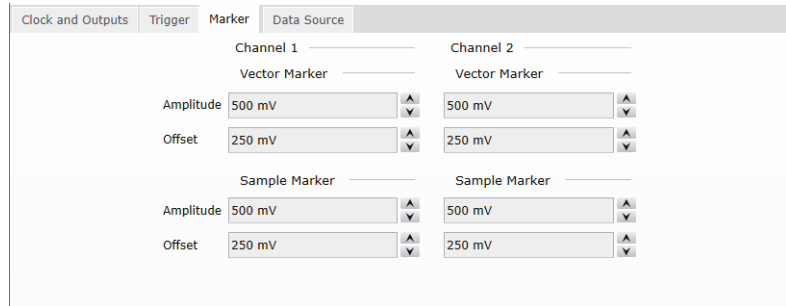 Clock and Outputs Trigger Marker Data Source
Channel 1 Channel 2
Vector Marker Vector Marker
Amplitude 500 mV 500 mV
Offset 250 mV 250 mV
Sample Marker Sample Marker
Amplitude 500 mV 500 mV
Offset 250 mV 250 mV